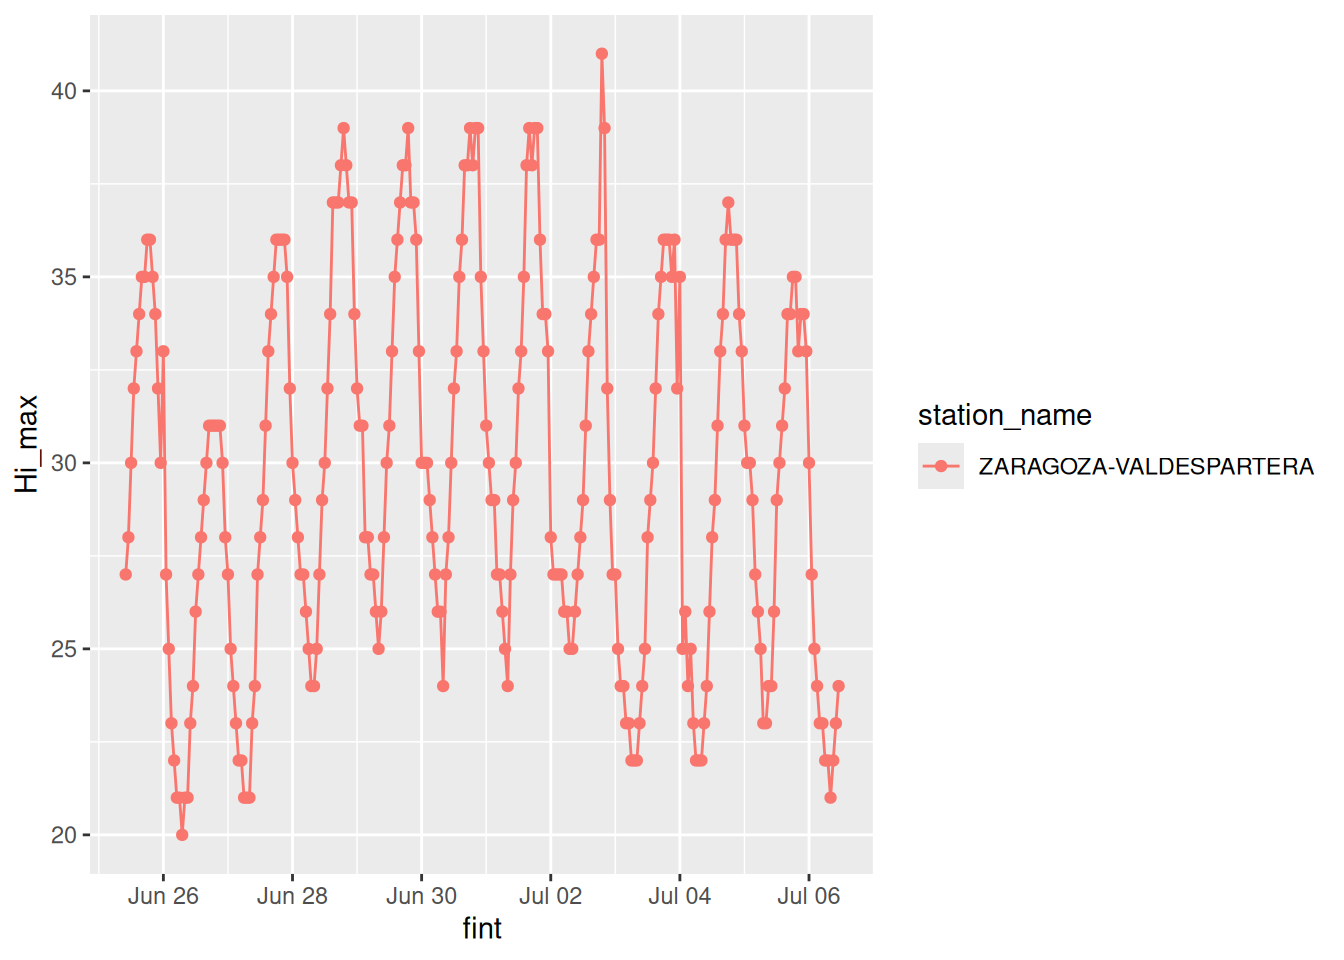 40
35
30
25
20
Hi_max
Jun 26
Jun 28
Jun 30
Jul 02
Jul 04
Jul 06
fint
station_name
ZARAGOZA-VALDESPARTERA